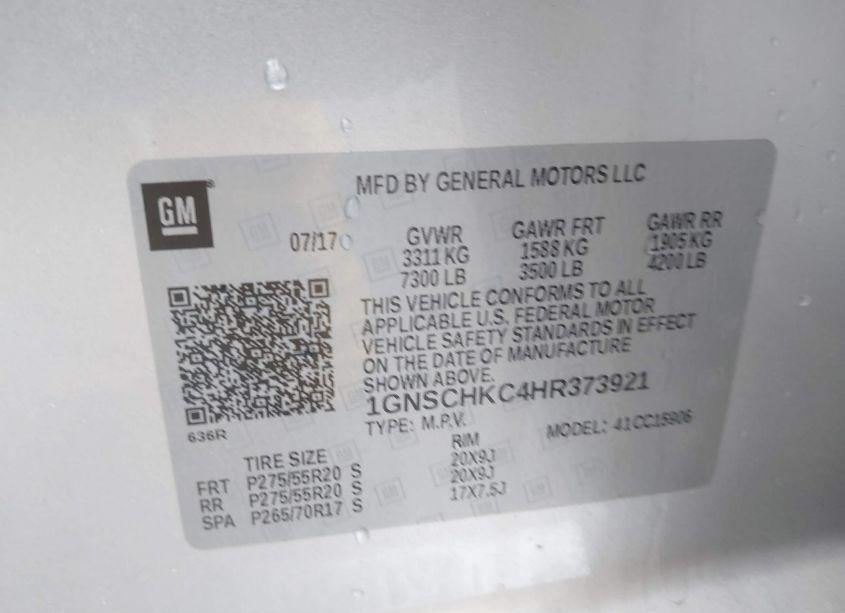 GM
MFD BY GENERAL MOTORS LLC
07/17
GVWR GAWR FRT GAWR RR
3311 KG 1588 KG 1905 KG
7300 LB 3500 LB 4200 LB
THIS VEHICLE CONFORMS TO ALL
APPLICABLE U.S. FEDERAL MOTOR
VEHICLE SAFETY STANDARDS IN EFFECT
ON THE DATE OF MANUFACTURE
SHOWN ABOVE.
1GNSCHKC4HR373921
TYPE: M.P.V. MODEL: 41CC15906
636R
TIRE SIZE RIM
FRT P275/55R20 S 20X9J
RR P275/55R20 S 20X9J
SPA P265/70R17 S 17X7.5J